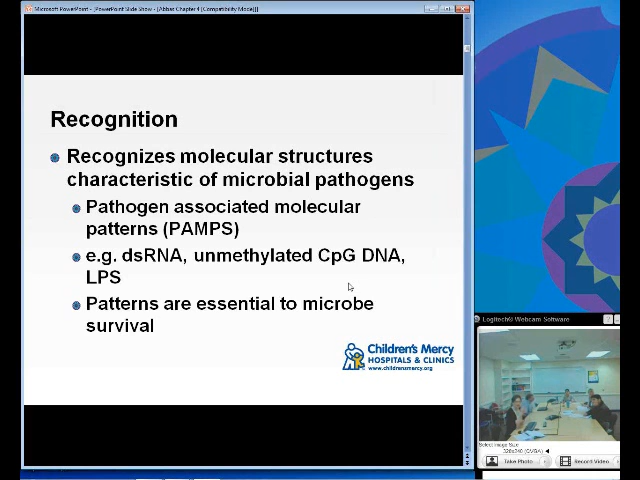 Microsoft PowerPoint - [PowerPoint Slide Show - [Abbas Chapter 4 [Compatibility Mode]]]
Recognition
Recognizes molecular structures
characteristic of microbial pathogens
Pathogen associated molecular
patterns (PAMPS)
e.g. dsRNA, unmethylated CpG DNA,
LPS
Patterns are essential to microbe
survival
Children's Mercy
HOSPITALS & CLINICS
www.childrensmercy.org
Logitech® Webcam Software
Select Image Size
320x240 (QVGA)
Take Photo
Record Video